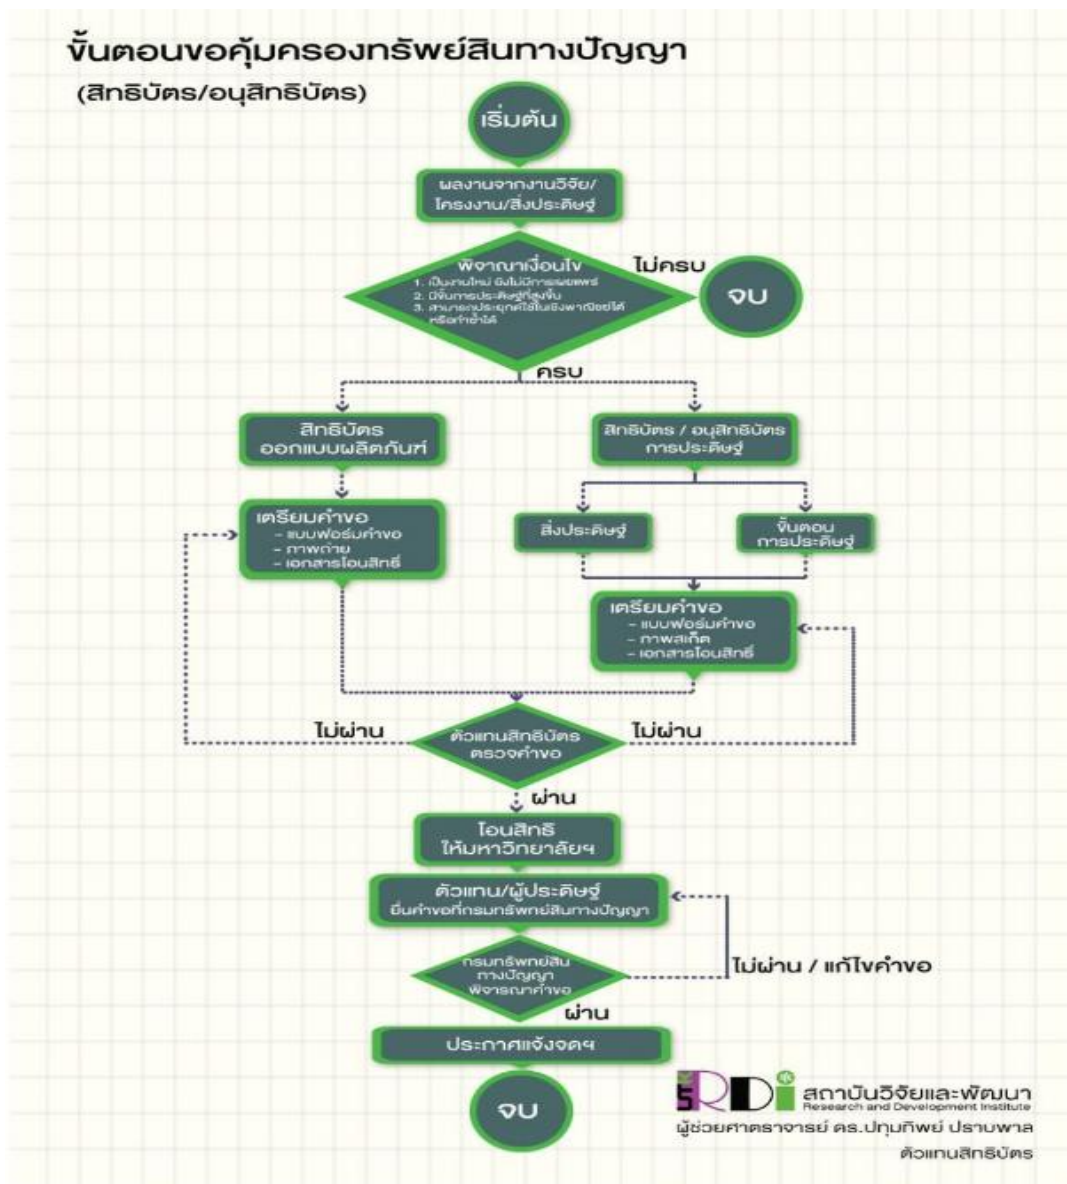 ขั้นตอนขอคุ้มครองทรัพย์สินทางปัญญา
(สิทธิบัตร/อนุสิทธิบัตร)
เริ่มต้น
ผลงานจากงานวิจัย/
โครงงาน/สิ่งประดิษฐ์
พิจาณาเงื่อนไข
1. เป็นงานใหม่ ยังไม่มีการเผยแพร่
2. มีขั้นการประดิษฐ์ที่สูงขึ้น
3. สามารถประยุกต์ใช้ในเชิงพาณิชย์ได้
หรือทำซ้ำได้
ไม่ครบ
จบ
ครบ
สิทธิบัตร
ออกแบบผลิตภัณฑ์
สิทธิบัตร / อนุสิทธิบัตร
การประดิษฐ์
เตรียมคำขอ
- แบบฟอร์มคำขอ
- ภาพถ่าย
- เอกสารโอนสิทธิ์
สิ่งประดิษฐ์
ขั้นตอน
การประดิษฐ์
เตรียมคำขอ
- แบบฟอร์มคำขอ
- ภาพสเก็ต
- เอกสารโอนสิทธิ์
ไม่ผ่าน
ตัวแทนสิทธิบัตร
ตรวจคำขอ
ไม่ผ่าน
ผ่าน
โอนสิทธิ
ให้มหาวิทยาลัยฯ
ตัวแทน/ผู้ประดิษฐ์
ยื่นคำขอที่กรมทรัพย์สินทางปัญญา
กรมทรัพย์สิน
ทางปัญญา
พิจารณาคำขอ
ไม่ผ่าน / แก้ไขคำขอ
ผ่าน
ประกาศแจ้งจดฯ
จบ
RDi
สถาบันวิจัยและพัฒนา
Research and Development Institute
ผู้ช่วยศาตราจารย์ ดร.ปทุมทิพย์ ปราบพาล
ตัวแทนสิทธิบัตร